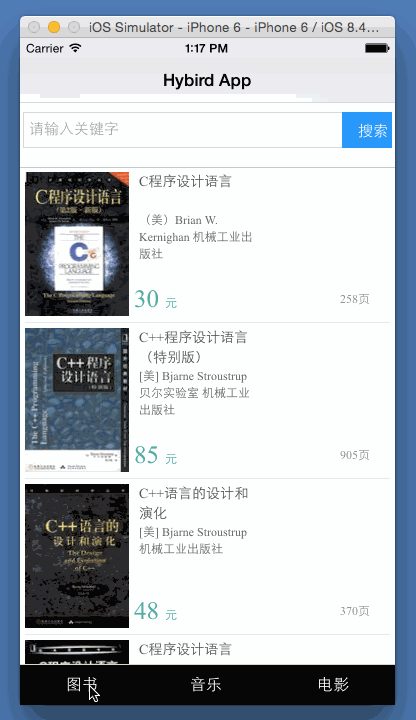 iOS Simulator - iPhone 6 - iPhone 6 / iOS 8.4...
Carrier
1:17 PM
Hybird App
请输入关键字
搜索
C程序设计语言
(第2版·新版)
THE
C
PROGRAMMING
LANGUAGE
The C Programming Language
C程序设计语言
（美）Brian W.
Kernighan 机械工业出
版社
30 元
258页
C++ 程序
设计语言
The C++ Programming
Language
C++程序设计语言
（特别版）
[美] Bjarne Stroustrup
贝尔实验室 机械工业
出版社
85 元
905页
C++ 语言的
设计和演化
The Design
and Evolution
of C++
C++语言的设计和
演化
[美] Bjarne Stroustrup
机械工业出版社
48 元
370页
C程序设计语言
图书
音乐
电影